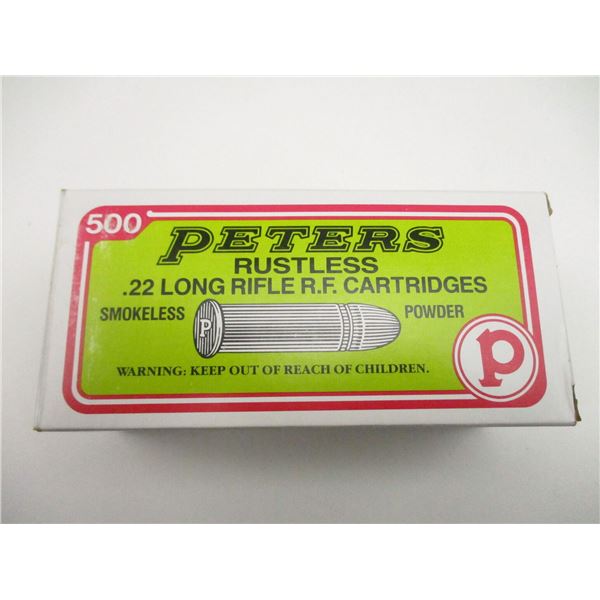 500
PETERS
RUSTLESS
.22 LONG RIFLE R.F. CARTRIDGES
SMOKELESS POWDER
P
WARNING: KEEP OUT OF REACH OF CHILDREN.
P